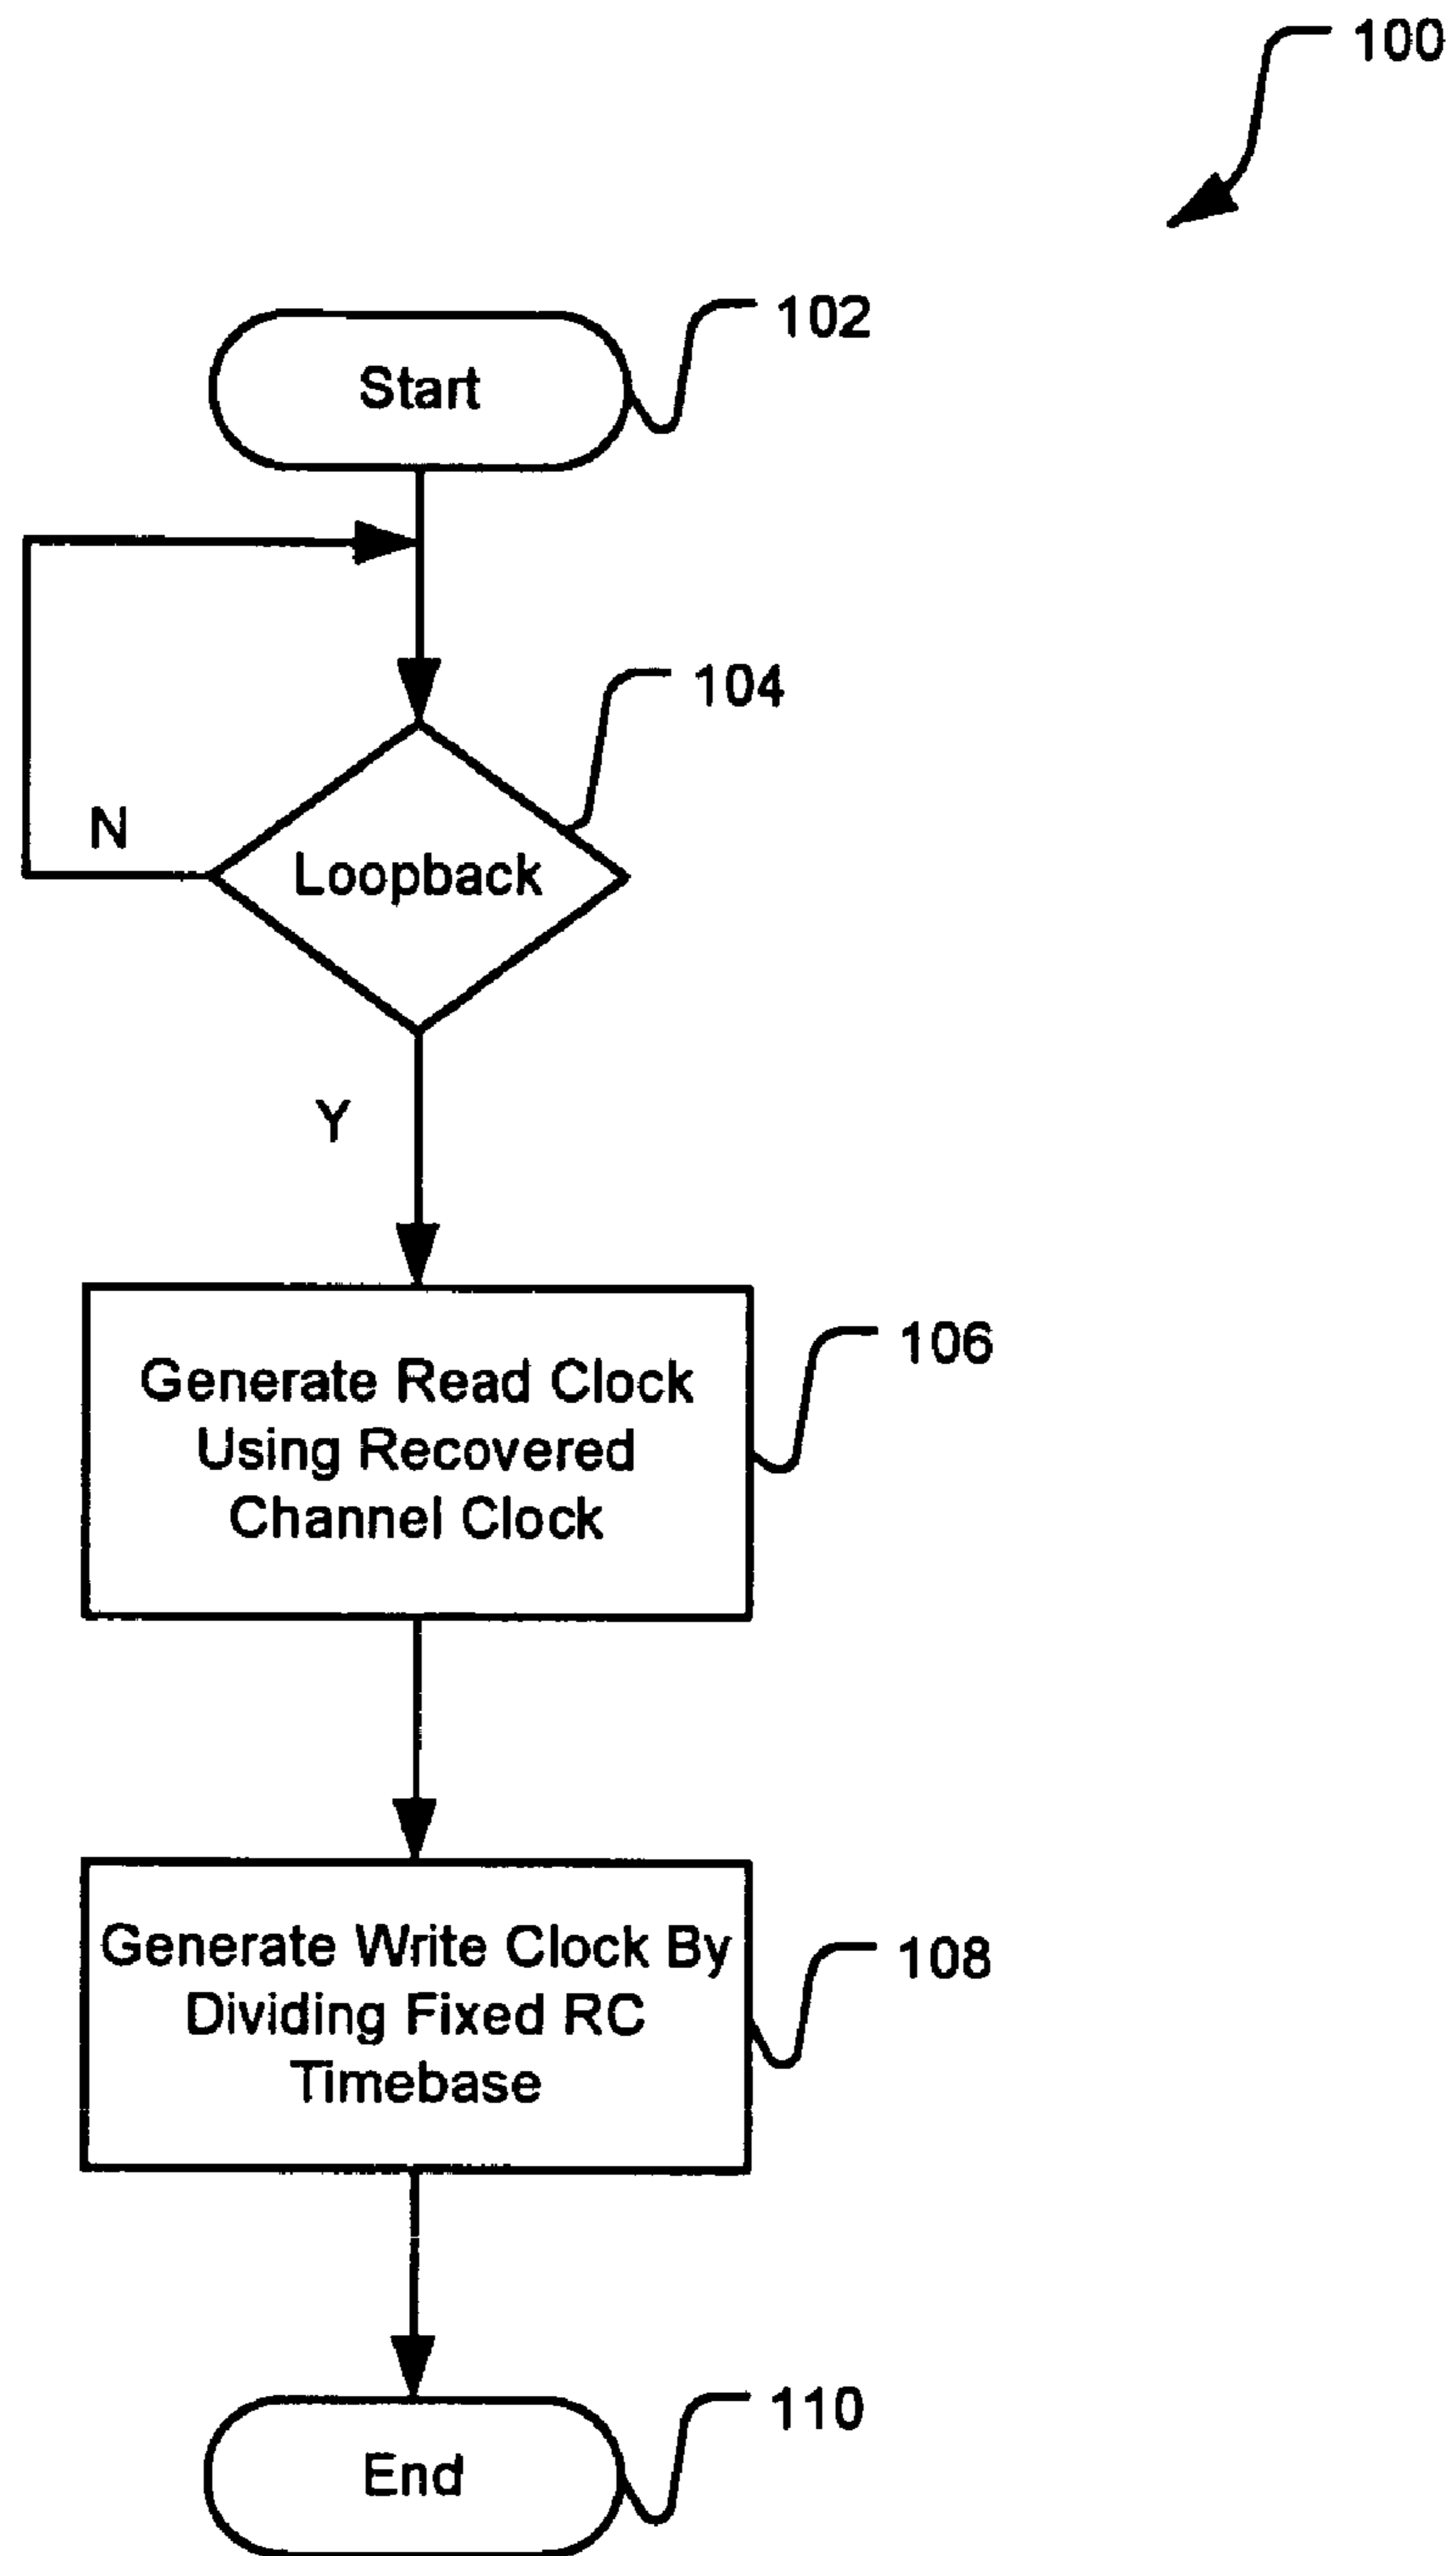 100
102
Start
104
N
Loopback
Y
106
Generate Read Clock
Using Recovered
Channel Clock
108
Generate Write Clock By
Dividing Fixed RC
Timebase
110
End